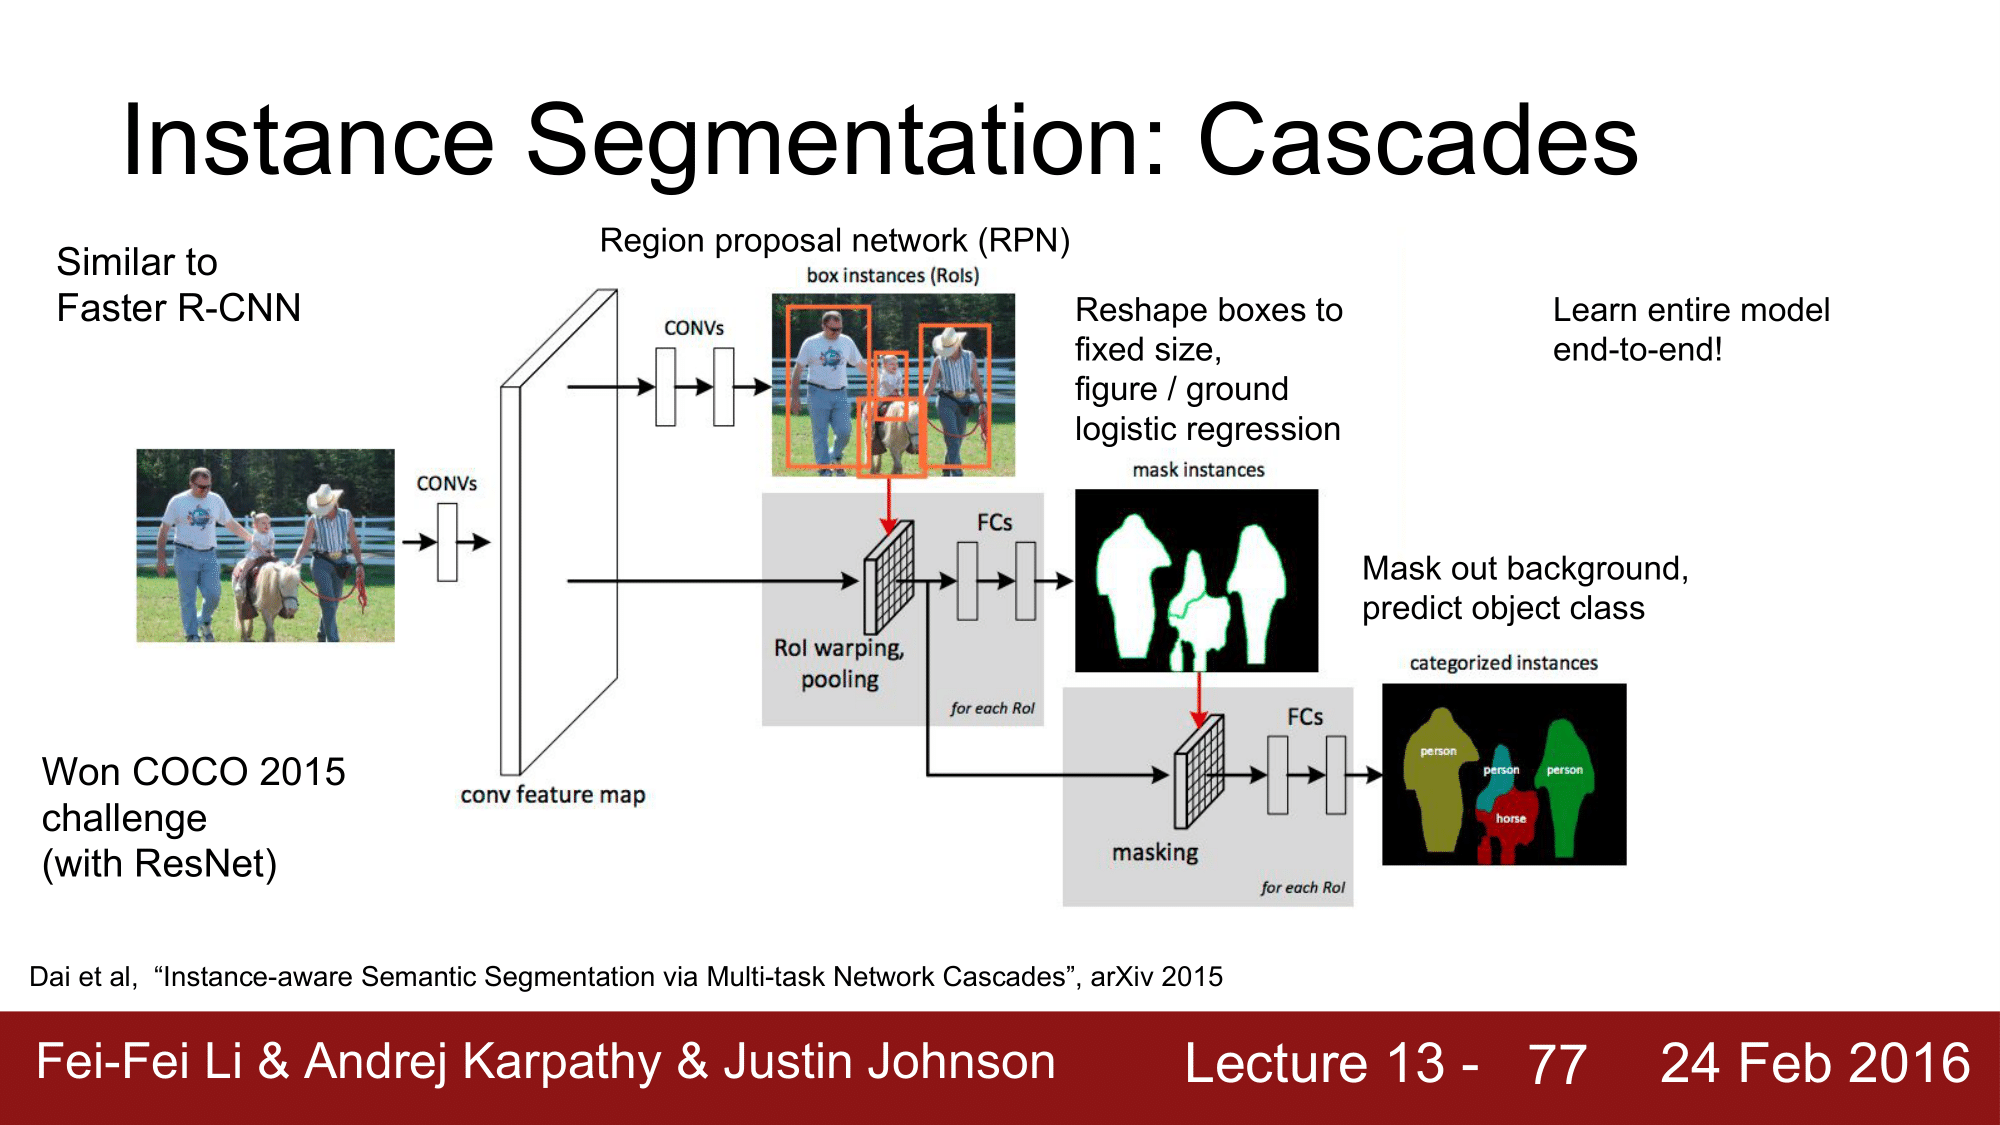 Instance Segmentation: Cascades
Similar to
Faster R-CNN
Region proposal network (RPN)
box instances (RoIs)
CONVs
Reshape boxes to
fixed size,
figure / ground
logistic regression
Learn entire model
end-to-end!
CONVs
mask instances
FCs
RoI warping,
pooling
for each RoI
Mask out background,
predict object class
categorized instances
FCs
person
person
person
horse
masking
for each RoI
conv feature map
Won COCO 2015
challenge
(with ResNet)
Dai et al, “Instance-aware Semantic Segmentation via Multi-task Network Cascades”, arXiv 2015
Fei-Fei Li & Andrej Karpathy & Justin Johnson
Lecture 13 - 77
24 Feb 2016